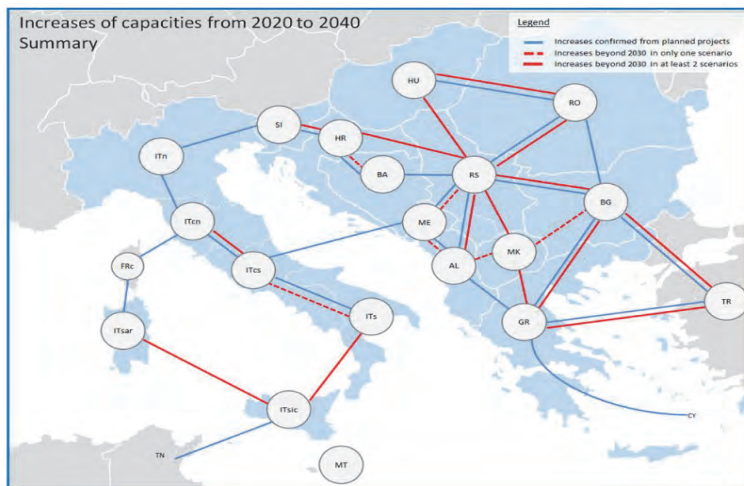 Increases of capacities from 2020 to 2040
Summary
Legend
Increases confirmed from planned projects
Increases beyond 2030 in only one scenario
Increases beyond 2030 in at least 2 scenarios
HU
RO
SI
HR
ITn
BA
RS
BG
ITcn
ME
MK
FRc
ITcs
AL
TR
ITsar
ITs
GR
ITsic
CY
TN
MT